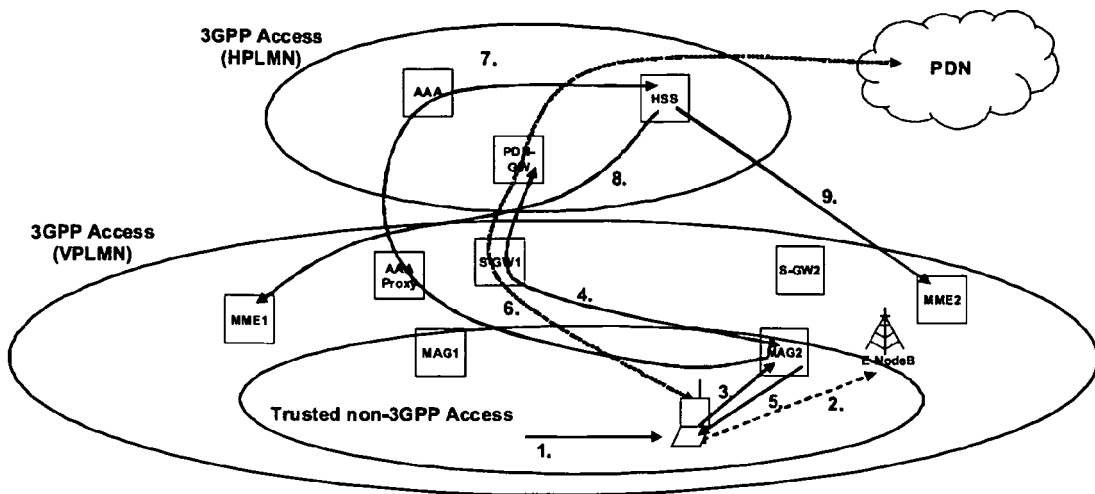 3GPP Access
(HPLMN)
7.
AAA
HSS
PDN
PDN-
GW
8.
9.
3GPP Access
(VPLMN)
S-GW1
AAA
Proxy
S-GW2
MME1
MME2
4.
6.
MAG1
MAG2
E-NodeB
3.
5.
2.
Trusted non-3GPP Access
1.